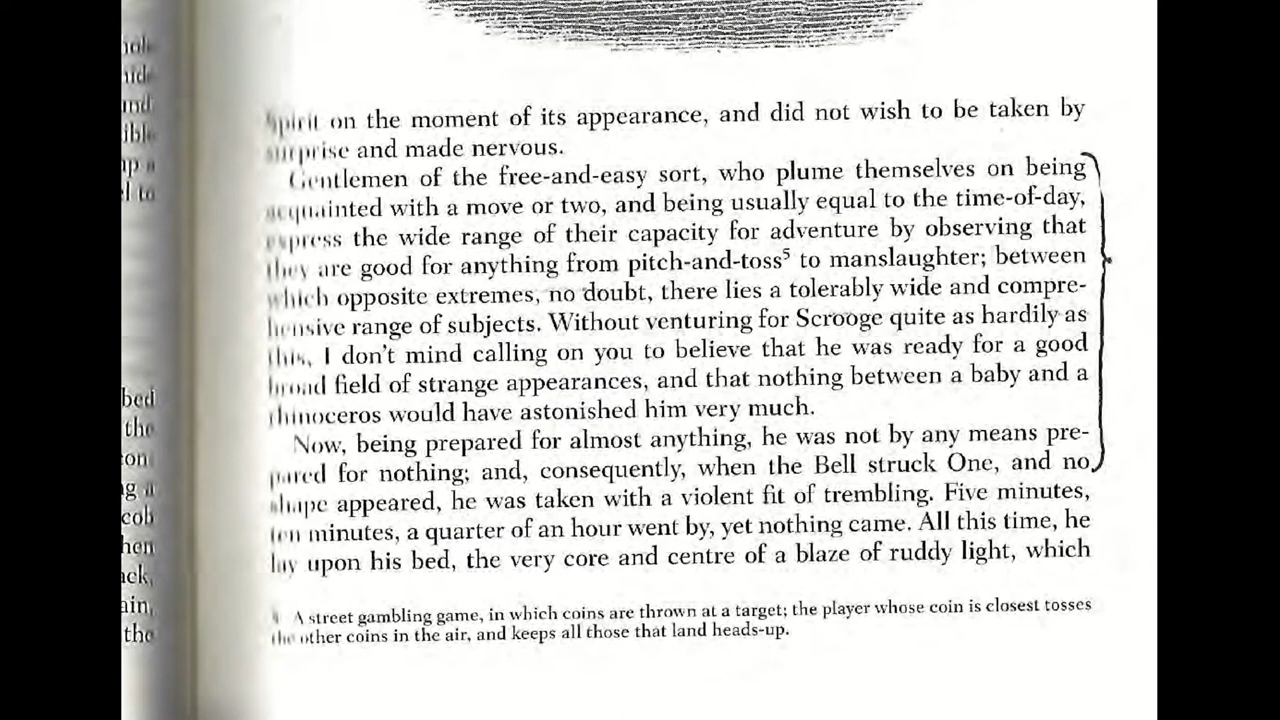 ible
el to
bed
the
con
cob
hen
ack,
ain,
the
Spirit on the moment of its appearance, and did not wish to be taken by
surprise and made nervous.
Gentlemen of the free-and-easy sort, who plume themselves on being
acquainted with a move or two, and being usually equal to the time-of-day,
express the wide range of their capacity for adventure by observing that
they are good for anything from pitch-and-toss⁵ to manslaughter; between
which opposite extremes, no doubt, there lies a tolerably wide and compre-
hensive range of subjects. Without venturing for Scrooge quite as hardily as
this, I don't mind calling on you to believe that he was ready for a good
broad field of strange appearances, and that nothing between a baby and a
rhinoceros would have astonished him very much.
Now, being prepared for almost anything, he was not by any means pre-
pared for nothing; and, consequently, when the Bell struck One, and no
shape appeared, he was taken with a violent fit of trembling. Five minutes,
ten minutes, a quarter of an hour went by, yet nothing came. All this time, he
lay upon his bed, the very core and centre of a blaze of ruddy light, which
A street gambling game, in which coins are thrown at a target; the player whose coin is closest tosses
the other coins in the air, and keeps all those that land heads-up.